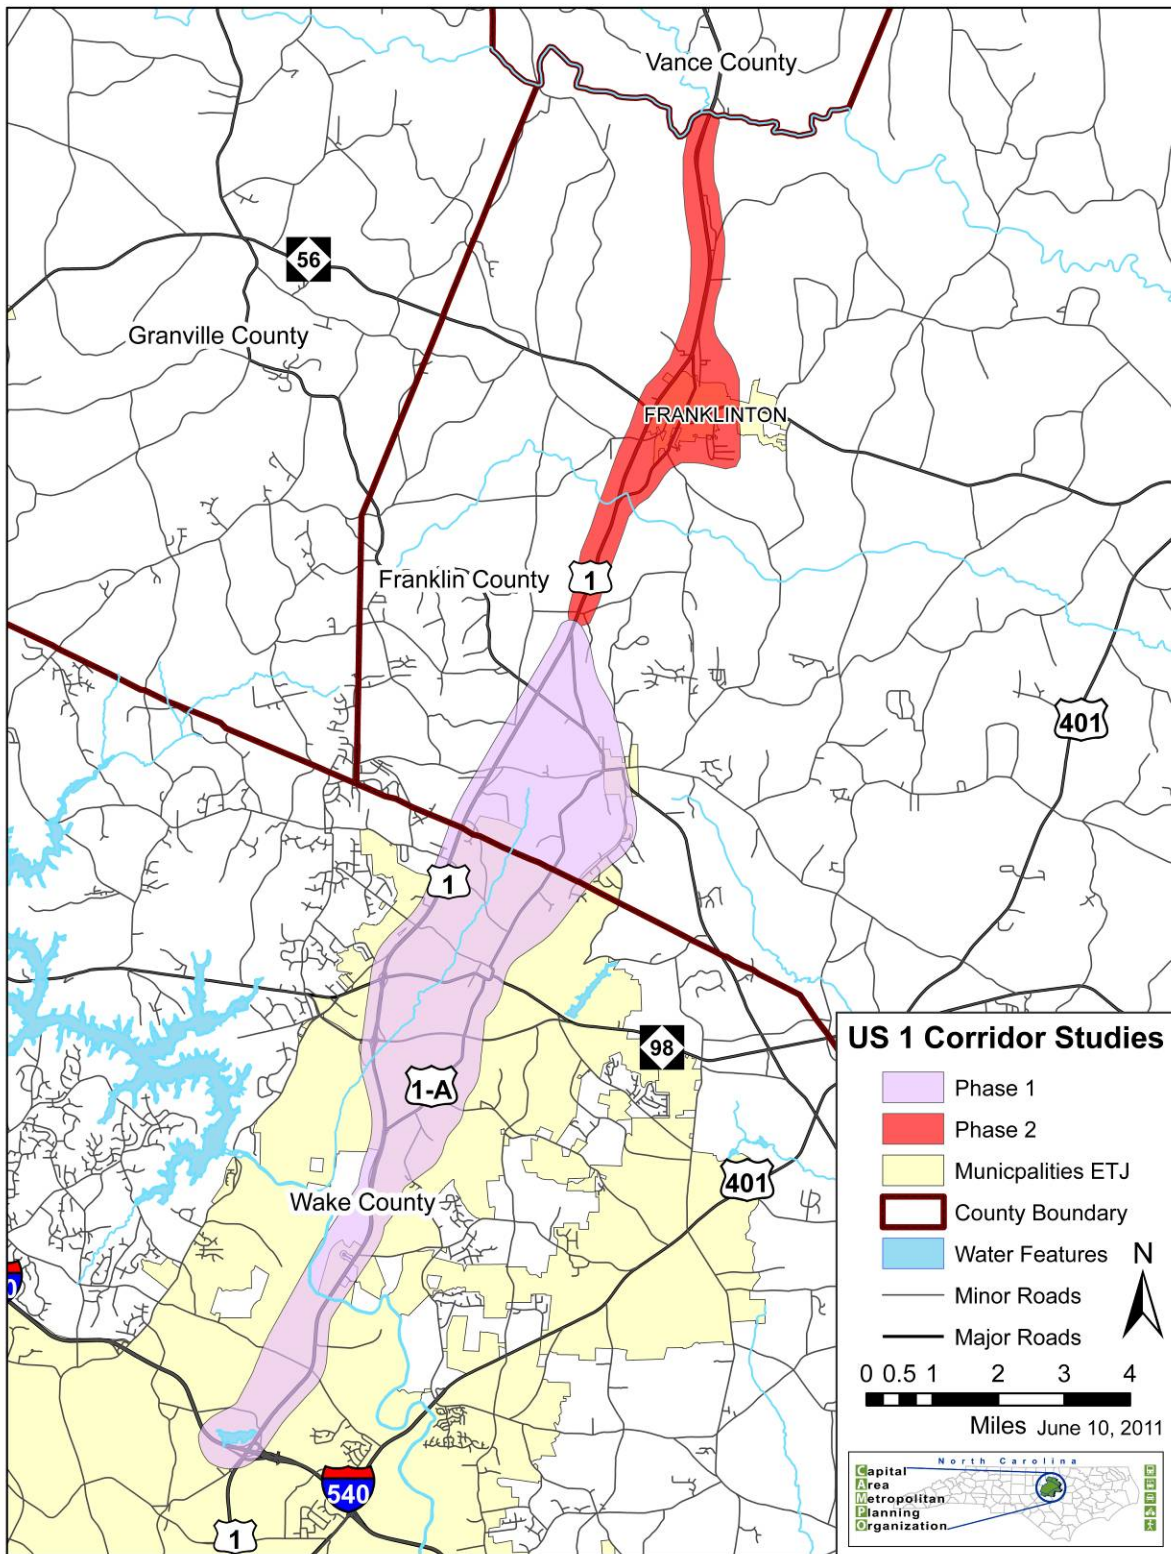 Vance County
56
Granville County
FRANKLINTON
Franklin County
1
401
1
98
1-A
401
Wake County
0
540
1
US 1 Corridor Studies
Phase 1
Phase 2
Municpalities ETJ
County Boundary
Water Features
N
Minor Roads
Major Roads
0 0.5 1 2 3 4
Miles June 10, 2011
North Carolina
Capital
Area
Metropolitan
Planning
Organization